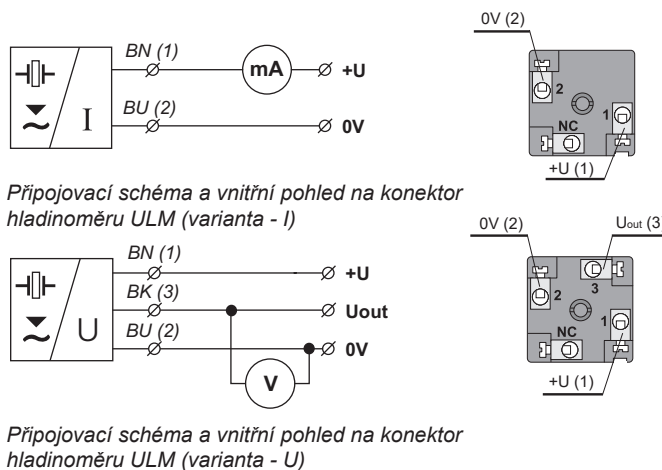 0V (2)
BN (1)
mA
+U
BU (2)
I
0V
2
1
NC
+U (1)
Připojovací schéma a vnitřní pohled na konektor
hladinoměru ULM (varianta - I)
0V (2)
Uout (3
BN (1)
+U
BK (3)
Uout
U
BU (2)
0V
V
3
2
1
NC
+U (1)
Připojovací schéma a vnitřní pohled na konektor
hladinoměru ULM (varianta - U)